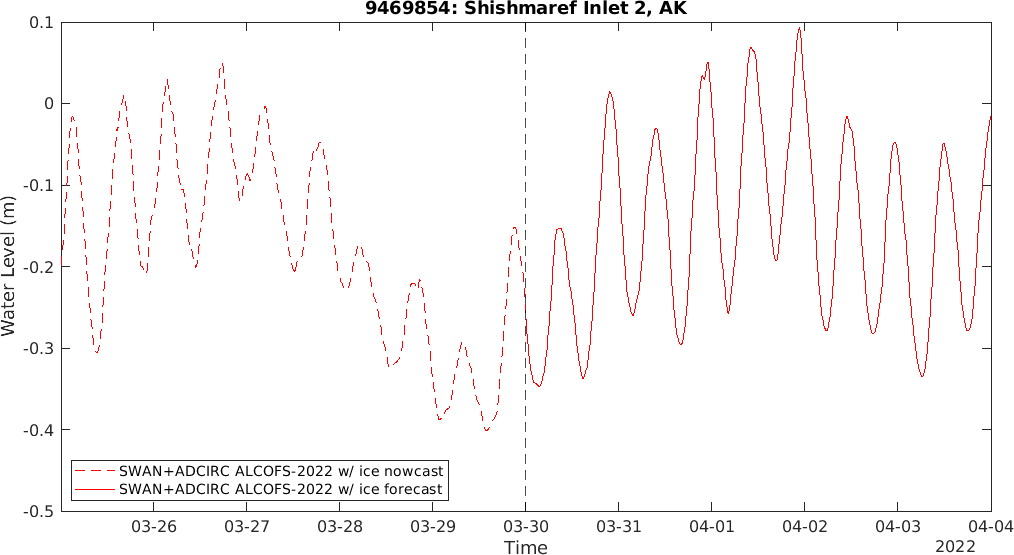 9469854: Shishmaref Inlet 2, AK
0.1
0
-0.1
-0.2
-0.3
-0.4
-0.5
Water Level (m)
SWAN+ADCIRC ALCOFS-2022 w/ ice nowcast
SWAN+ADCIRC ALCOFS-2022 w/ ice forecast
03-26 03-27 03-28 03-29 03-30 03-31 04-01 04-02 04-03 04-04
Time
2022